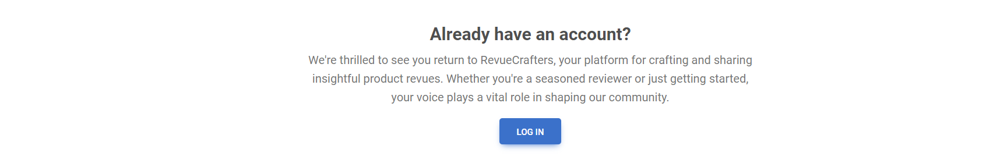 Already have an account?
We're thrilled to see you return to RevueCrafters, your platform for crafting and sharing
insightful product revues. Whether you're a seasoned reviewer or just getting started,
your voice plays a vital role in shaping our community.
LOG IN